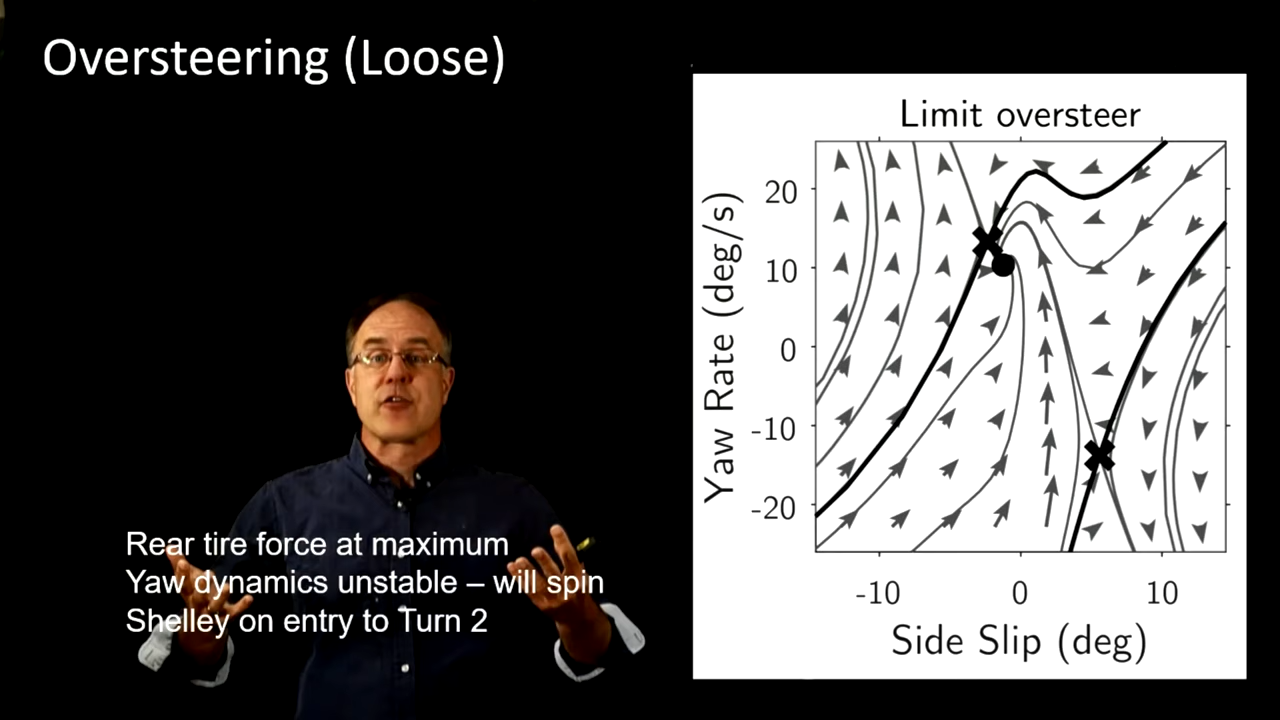 Oversteering (Loose)
Limit oversteer
Yaw Rate (deg/s)
20
10
0
-10
-20
-10
0
10
Side Slip (deg)
Rear tire force at maximum
Yaw dynamics unstable – will spin
Shelley on entry to Turn 2